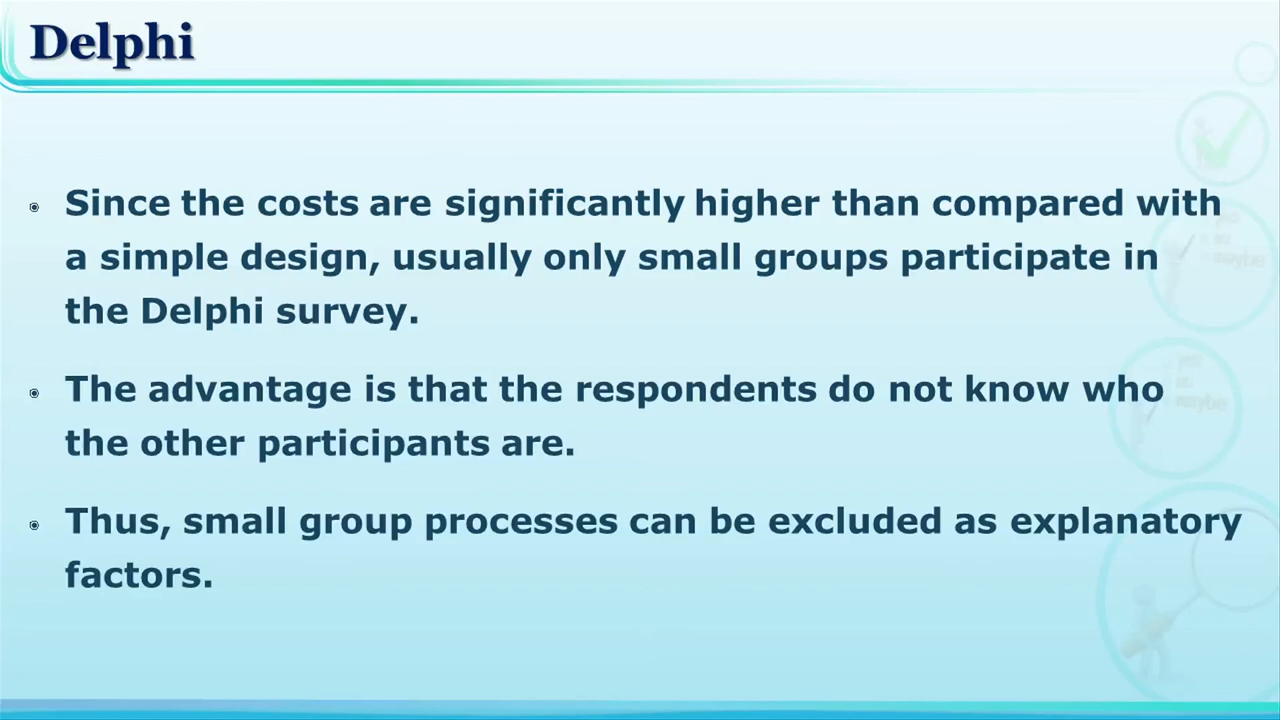 Delphi
Since the costs are significantly higher than compared with
a simple design, usually only small groups participate in
the Delphi survey.
The advantage is that the respondents do not know who
the other participants are.
Thus, small group processes can be excluded as explanatory
factors.
maybe
maybe